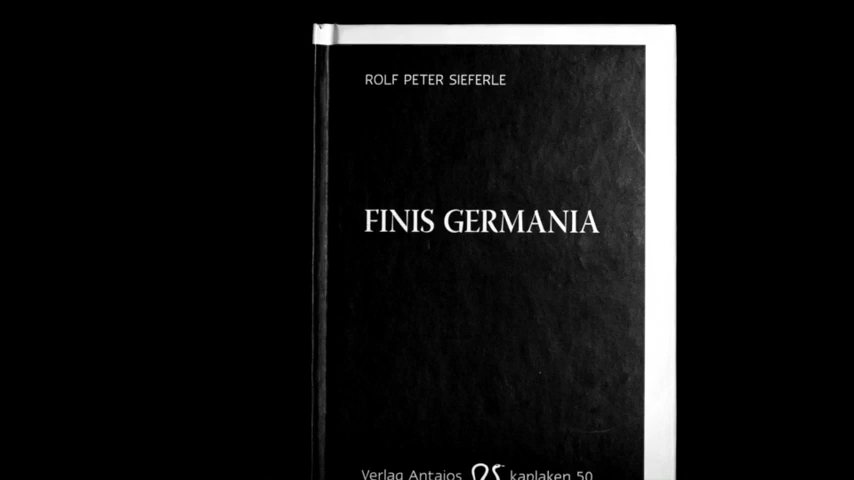 ROLF PETER SIEFERLE
FINIS GERMANIA
Verlag Antaios kaplaken 50